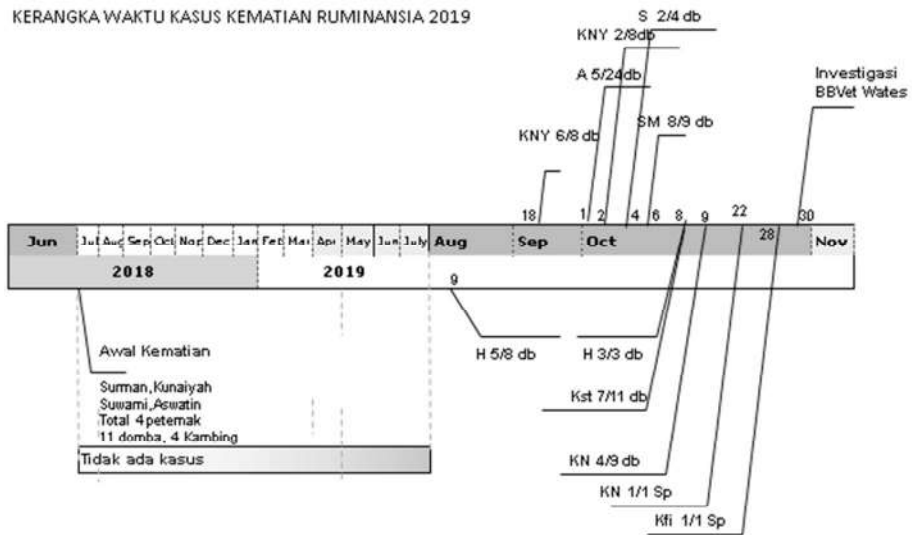 KERANGKA WAKTU KASUS KEMATIAN RUMINANSIA 2019
S 2/4 db
KNY 2/8db
A 5/24db
Investigasi
BBVet Wates
SM 8/9 db
KNY 6/8 db
18 1 2 4 6 8 9 22 28 30
Jun Jul Aug Sep Oct Nov Dec Jan Feb Mar Apr May Jun July Aug Sep Oct Nov
2018 2019
9
Awal Kematian
H 5/8 db
H 3/3 db
Surman,Kunaiyah
Suwarni,Aswatin
Total 4 peternak
11 domba, 4 Kambing
Kst 7/11 db
Tidak ada kasus
KN 4/9 db
KN 1/1 Sp
Kfi 1/1 Sp